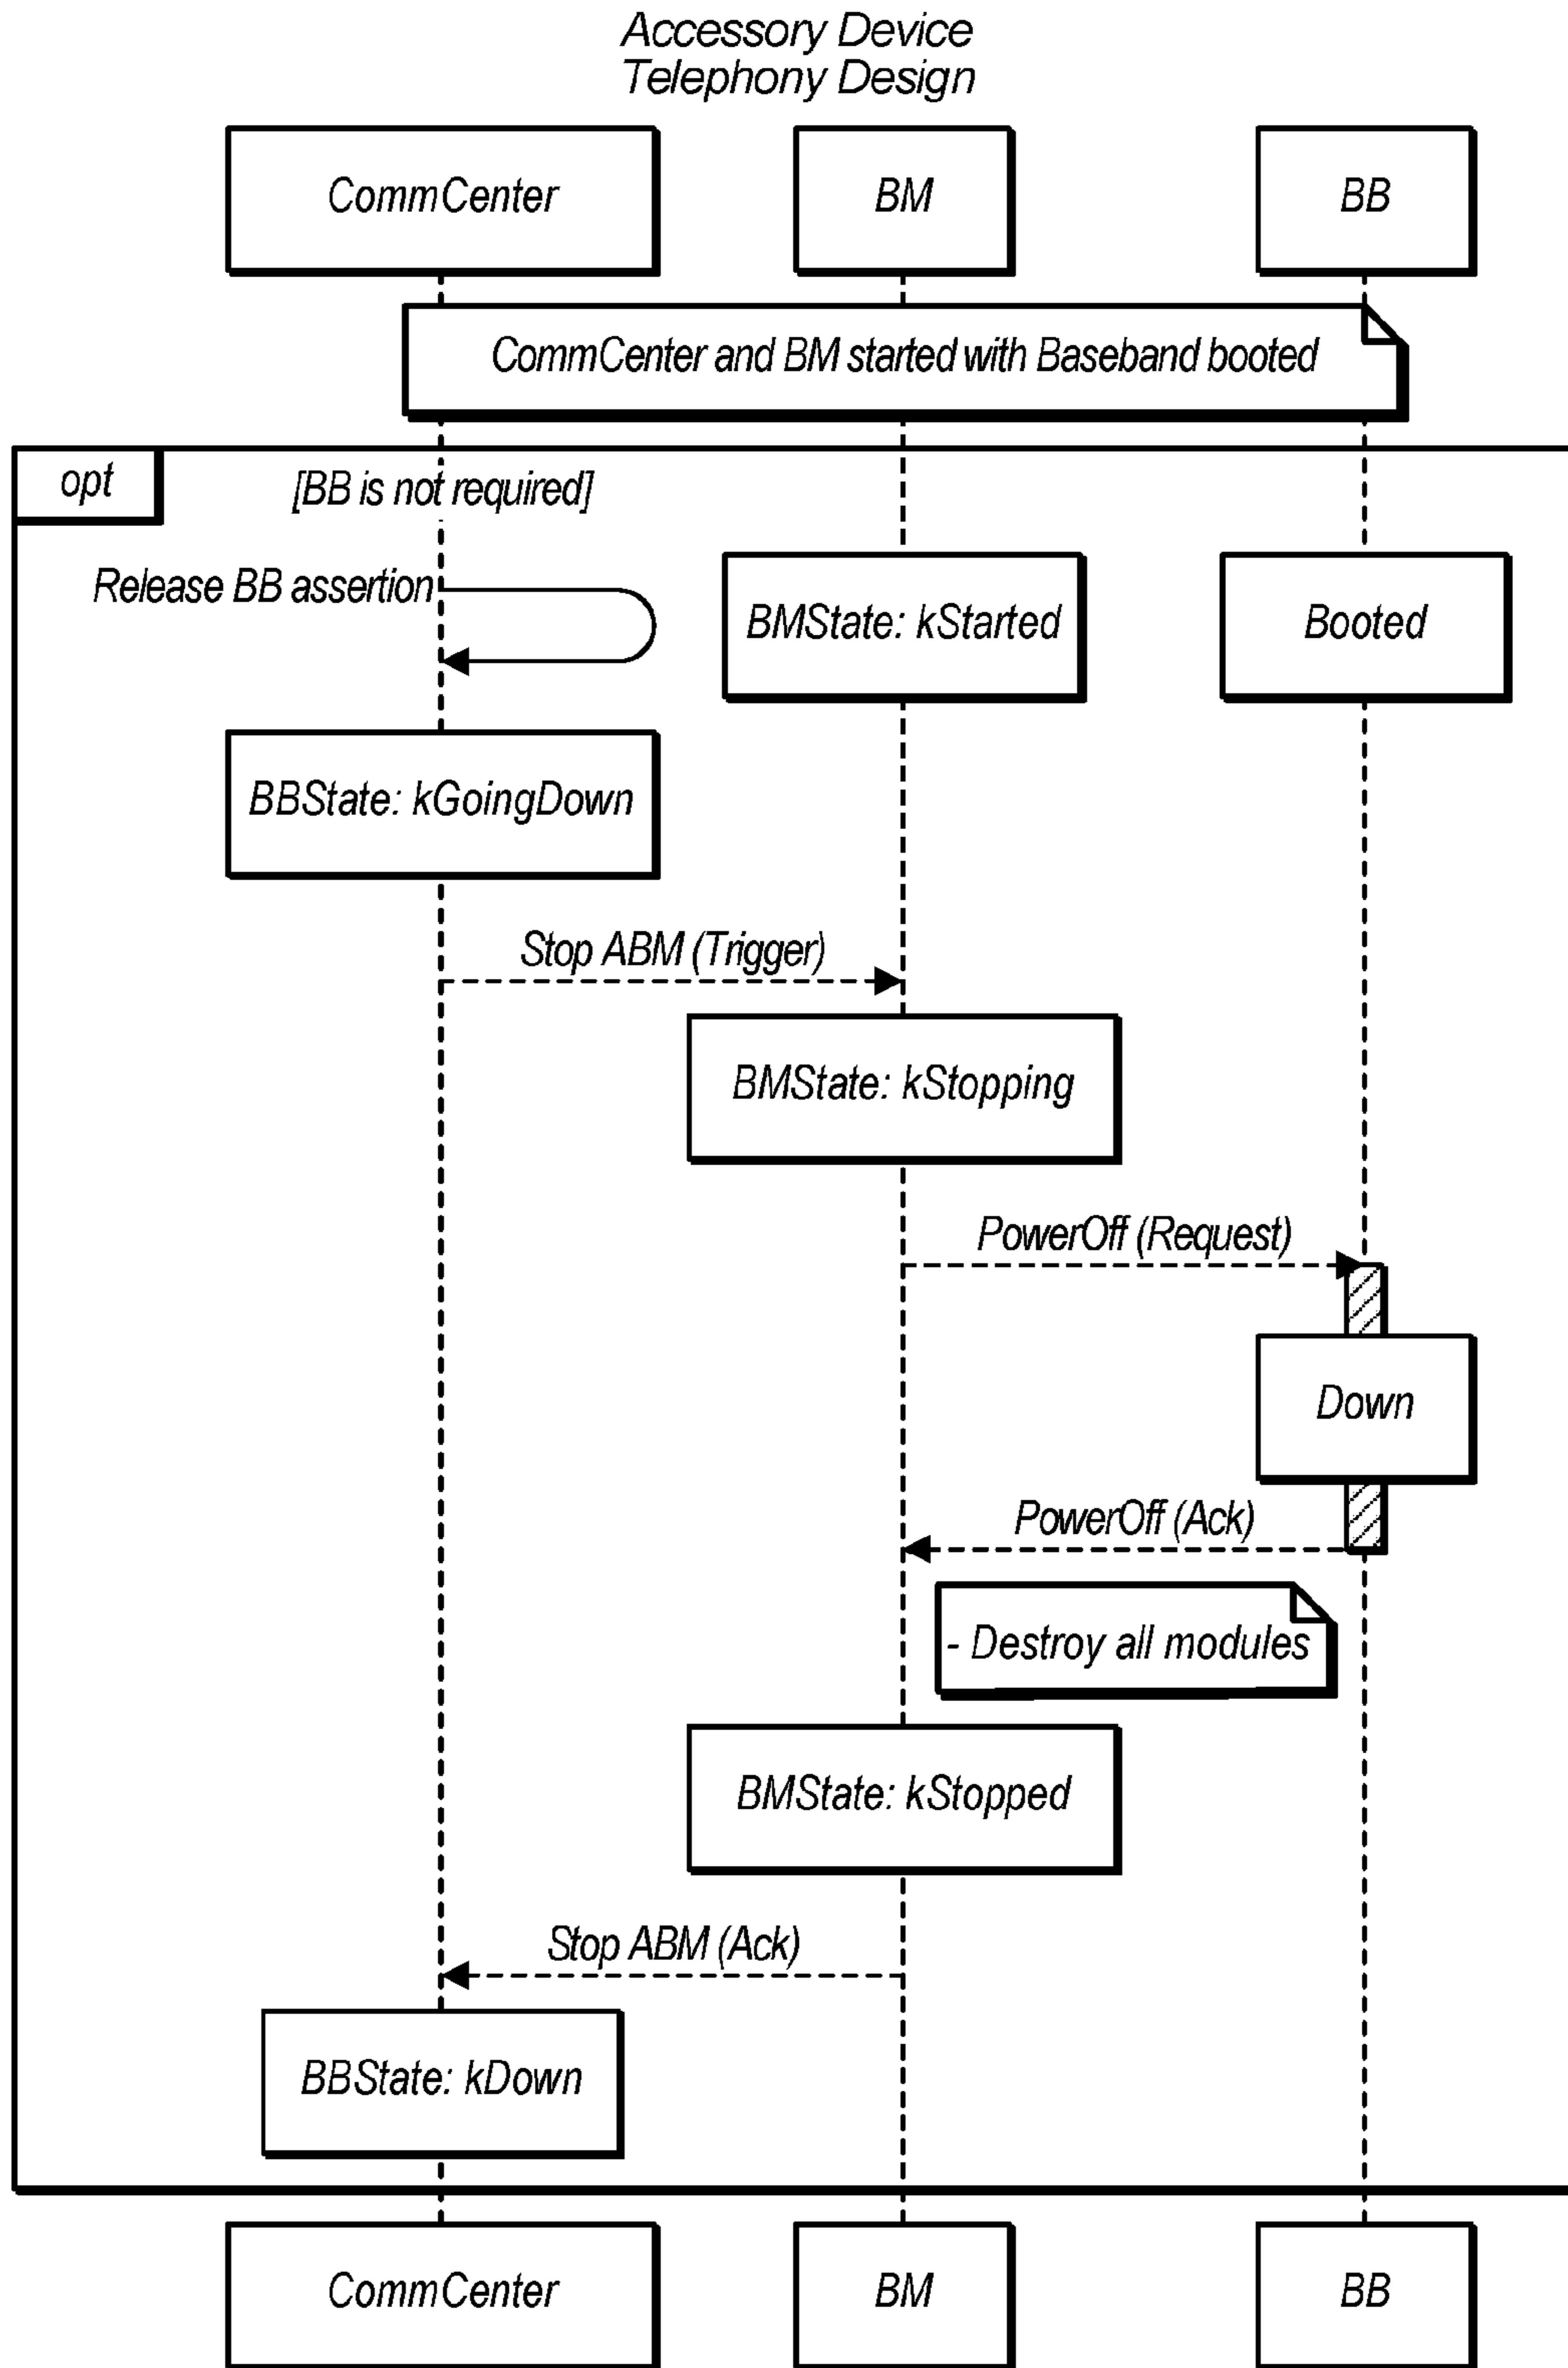 Accessory Device
Telephony Design
CommCenter
BM
BB
CommCenter and BM started with Baseband booted
opt
[BB is not required]
Release BB assertion
BMState: kStarted
Booted
BBState: kGoingDown
Stop ABM (Trigger)
BMState: kStopping
PowerOff (Request)
Down
PowerOff (Ack)
- Destroy all modules
BMState: kStopped
Stop ABM (Ack)
BBState: kDown
CommCenter
BM
BB